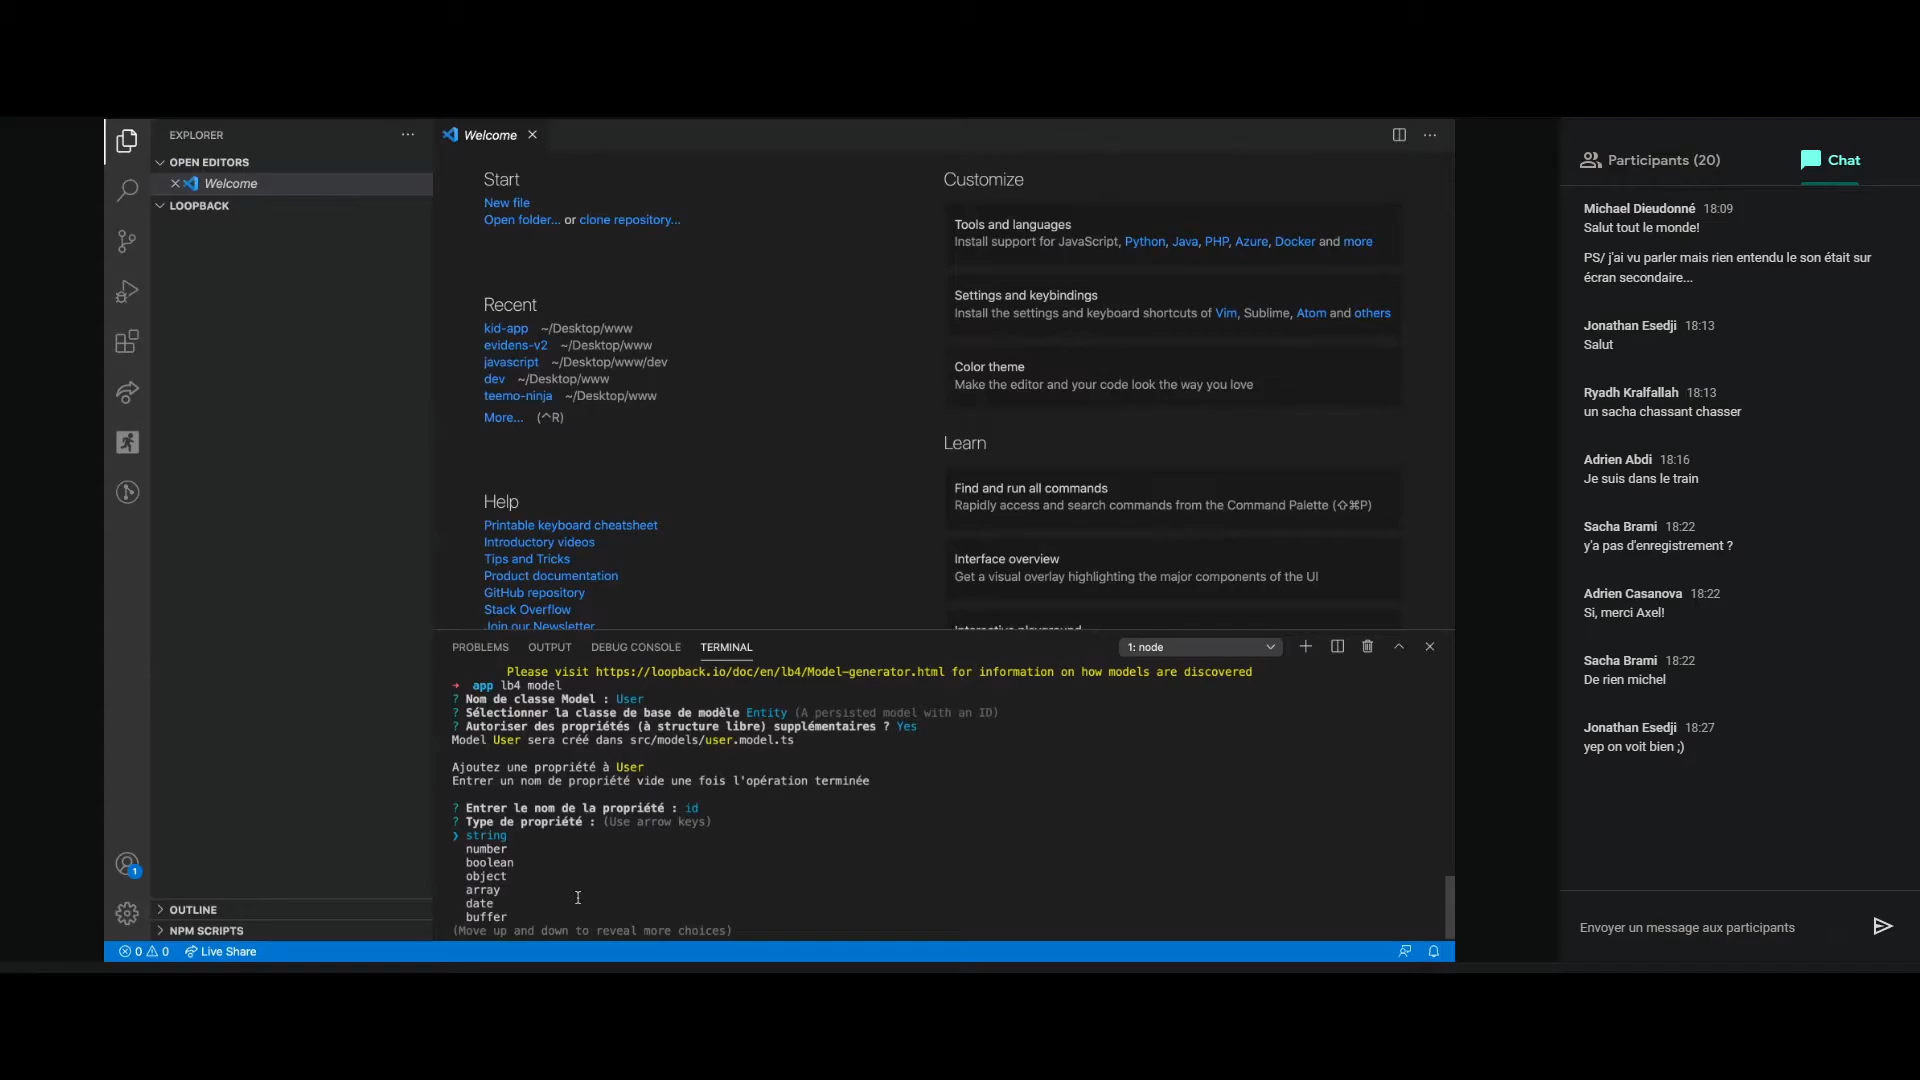 EXPLORER
OPEN EDITORS
Welcome
LOOPBACK
OUTLINE
NPM SCRIPTS
1
Welcome
Start
New file
Open folder... or clone repository...
Recent
kid-app ~/Desktop/www
evidens-v2 ~/Desktop/www
javascript ~/Desktop/www/dev
dev ~/Desktop/www
teemo-ninja ~/Desktop/www
More... (^R)
Help
Printable keyboard cheatsheet
Introductory videos
Tips and Tricks
Product documentation
GitHub repository
Stack Overflow
Join our Newsletter
Customize
Tools and languages
Install support for JavaScript, Python, Java, PHP, Azure, Docker and more
Settings and keybindings
Install the settings and keyboard shortcuts of Vim, Sublime, Atom and others
Color theme
Make the editor and your code look the way you love
Learn
Find and run all commands
Rapidly access and search commands from the Command Palette (⇧⌘P)
Interface overview
Get a visual overlay highlighting the major components of the UI
Interactive playground
PROBLEMS OUTPUT DEBUG CONSOLE TERMINAL
1: node
Please visit https://loopback.io/doc/en/lb4/Model-generator.html for information on how models are discovered
→ app lb4 model
? Nom de classe Model : User
? Sélectionner la classe de base de modèle Entity (A persisted model with an ID)
? Autoriser des propriétés (à structure libre) supplémentaires ? Yes
Model User sera créé dans src/models/user.model.ts
Ajoutez une propriété à User
Entrer un nom de propriété vide une fois l'opération terminée
? Entrer le nom de la propriété : id
? Type de propriété : (Use arrow keys)
❯ string
number
boolean
object
array
date
buffer
(Move up and down to reveal more choices)
0 0 Live Share
Participants (20)
Chat
Michael Dieudonné 18:09
Salut tout le monde!
PS/ j'ai vu parler mais rien entendu le son était sur
écran secondaire...
Jonathan Esedji 18:13
Salut
Ryadh Kralfallah 18:13
un sacha chassant chasser
Adrien Abdi 18:16
Je suis dans le train
Sacha Brami 18:22
y'a pas d'enregistrement ?
Adrien Casanova 18:22
Si, merci Axel!
Sacha Brami 18:22
De rien michel
Jonathan Esedji 18:27
yep on voit bien ;)
Envoyer un message aux participants